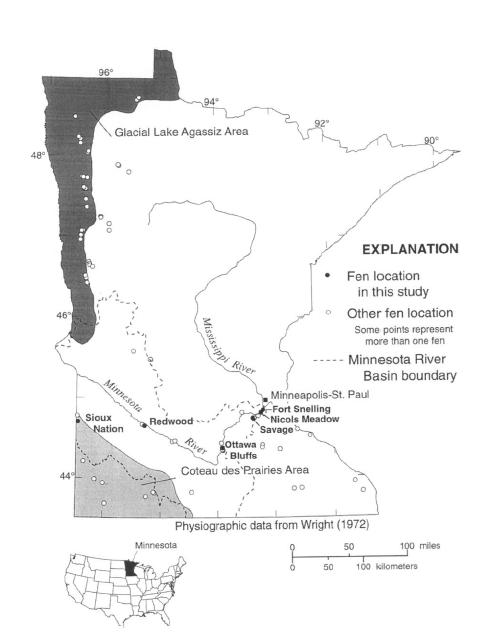 96°
94°
92°
90°
Glacial Lake Agassiz Area
48°
EXPLANATION
Fen location
in this study
Other fen location
Some points represent
more than one fen
Minnesota River
Basin boundary
46°
Mississippi River
Minnesota River
Minneapolis-St. Paul
Fort Snelling
Nicols Meadow
Savage
Sioux
Nation
Redwood
Ottawa
Bluffs
Coteau des Prairies Area
44°
Physiographic data from Wright (1972)
Minnesota
0 50 100 miles
0 50 100 kilometers